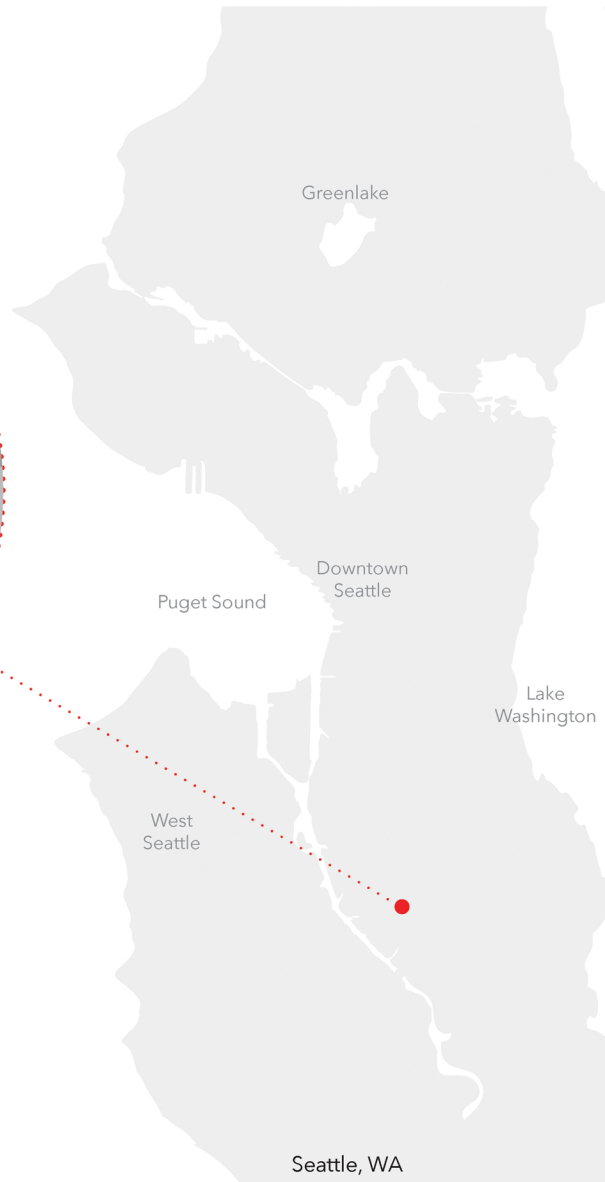 Greenlake
Downtown
Seattle
Puget Sound
Lake
Washington
West
Seattle
Seattle, WA